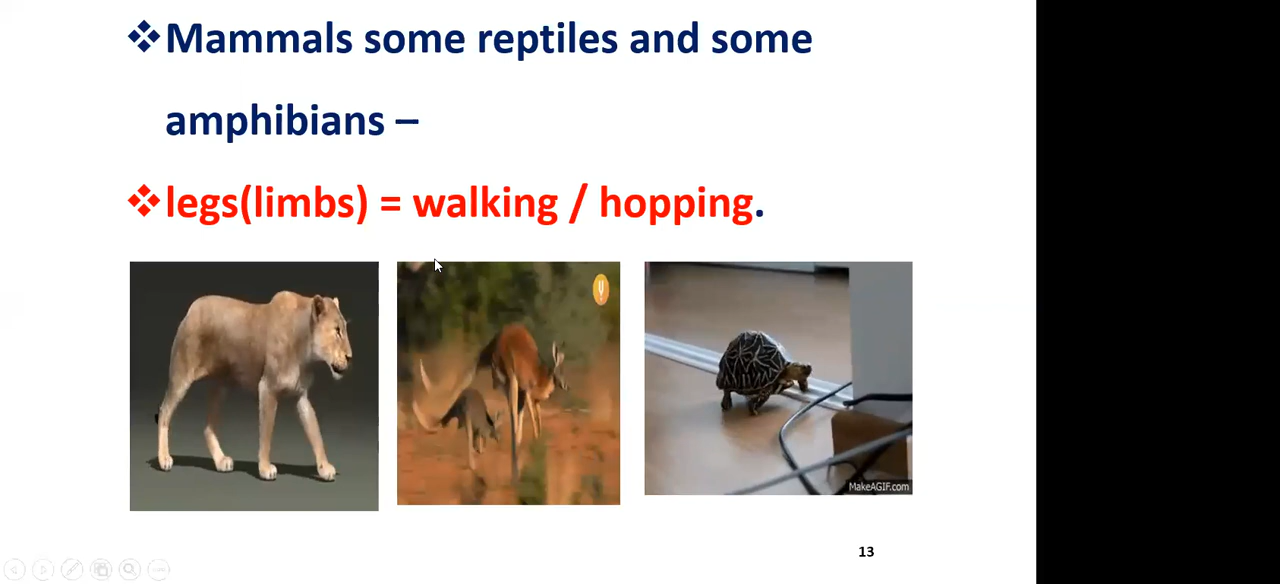 ❖Mammals some reptiles and some
amphibians –
❖legs(limbs) = walking / hopping.
MakeAGIF.com
13